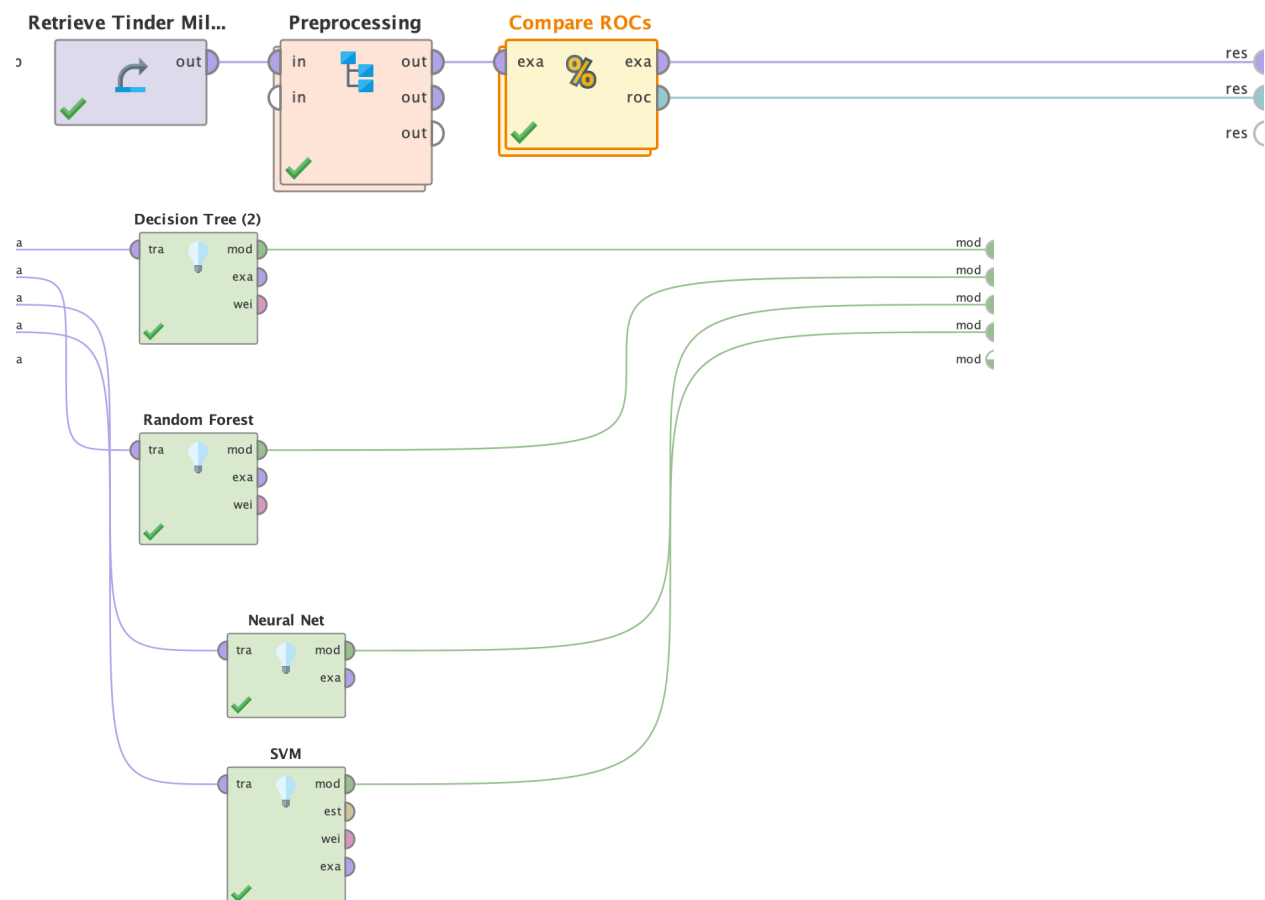 Retrieve Tinder Mil...
Preprocessing
Compare ROCs
out
in
out
exa
exa
res
in
out
roc
res
out
res
Decision Tree (2)
a
tra
mod
mod
a
exa
mod
a
wei
mod
a
mod
a
mod
Random Forest
tra
mod
exa
wei
Neural Net
tra
mod
exa
SVM
tra
mod
est
wei
exa